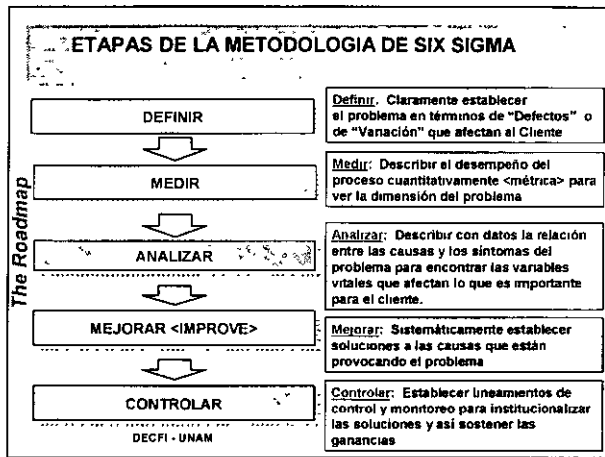 ETAPAS DE LA METODOLOGIA DE SIX SIGMA
The Roadmap
DEFINIR
Definir. Claramente establecer
el problema en términos de "Defectos" o
de "Variación" que afectan al Cliente
MEDIR
Medir: Describir el desempeño del
proceso cuantitativamente <métrica> para
ver la dimensión del problema
ANALIZAR
Analizar: Describir con datos la relación
entre las causas y los síntomas del
problema para encontrar las variables
vitales que afectan lo que es importante
para el cliente.
MEJORAR <IMPROVE>
Mejorar: Sistemáticamente establecer
soluciones a las causas que están
provocando el problema
CONTROLAR
Controlar: Establecer lineamientos de
control y monitoreo para institucionalizar
las soluciones y así sostener las
ganancias
DECFI - UNAM